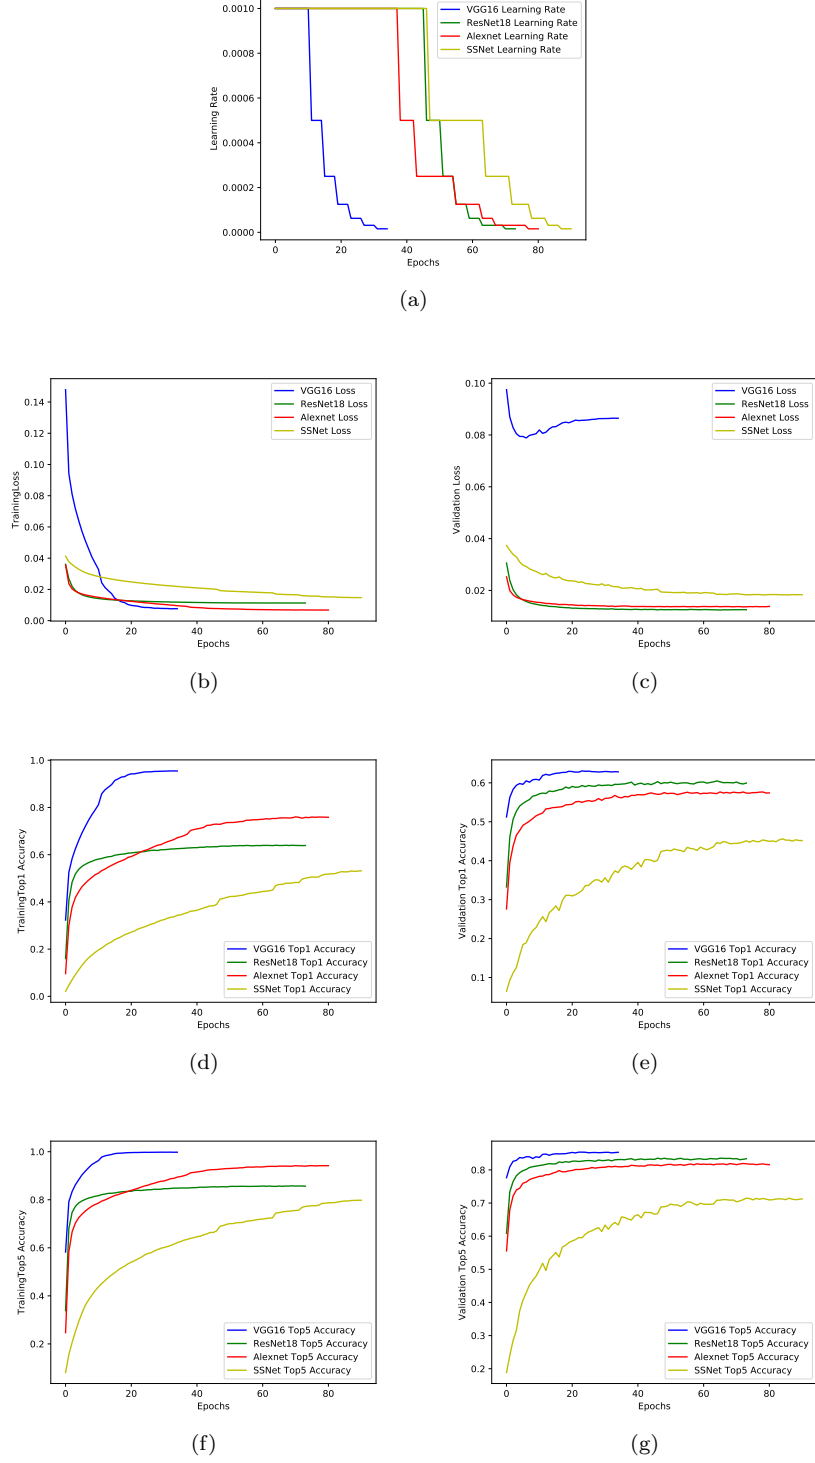 0.0010
0.0008
0.0006
0.0004
0.0002
0.0000
Learning Rate
VGG16 Learning Rate
ResNet18 Learning Rate
Alexnet Learning Rate
SSNet Learning Rate
0 20 40 60 80
Epochs
(a)
0.14
0.12
0.10
0.08
0.06
0.04
0.02
0.00
TrainingLoss
VGG16 Loss
ResNet18 Loss
Alexnet Loss
SSNet Loss
0 20 40 60 80
Epochs
(b)
0.10
0.08
0.06
0.04
0.02
Validation Loss
VGG16 Loss
ResNet18 Loss
Alexnet Loss
SSNet Loss
0 20 40 60 80
Epochs
(c)
1.0
0.8
0.6
0.4
0.2
0.0
TrainingTop1 Accuracy
VGG16 Top1 Accuracy
ResNet18 Top1 Accuracy
Alexnet Top1 Accuracy
SSNet Top1 Accuracy
0 20 40 60 80
Epochs
(d)
0.6
0.5
0.4
0.3
0.2
0.1
Validation Top1 Accuracy
VGG16 Top1 Accuracy
ResNet18 Top1 Accuracy
Alexnet Top1 Accuracy
SSNet Top1 Accuracy
0 20 40 60 80
Epochs
(e)
1.0
0.8
0.6
0.4
0.2
TrainingTop5 Accuracy
VGG16 Top5 Accuracy
ResNet18 Top5 Accuracy
Alexnet Top5 Accuracy
SSNet Top5 Accuracy
0 20 40 60 80
Epochs
(f)
0.8
0.7
0.6
0.5
0.4
0.3
0.2
Validation Top5 Accuracy
VGG16 Top5 Accuracy
ResNet18 Top5 Accuracy
Alexnet Top5 Accuracy
SSNet Top5 Accuracy
0 20 40 60 80
Epochs
(g)